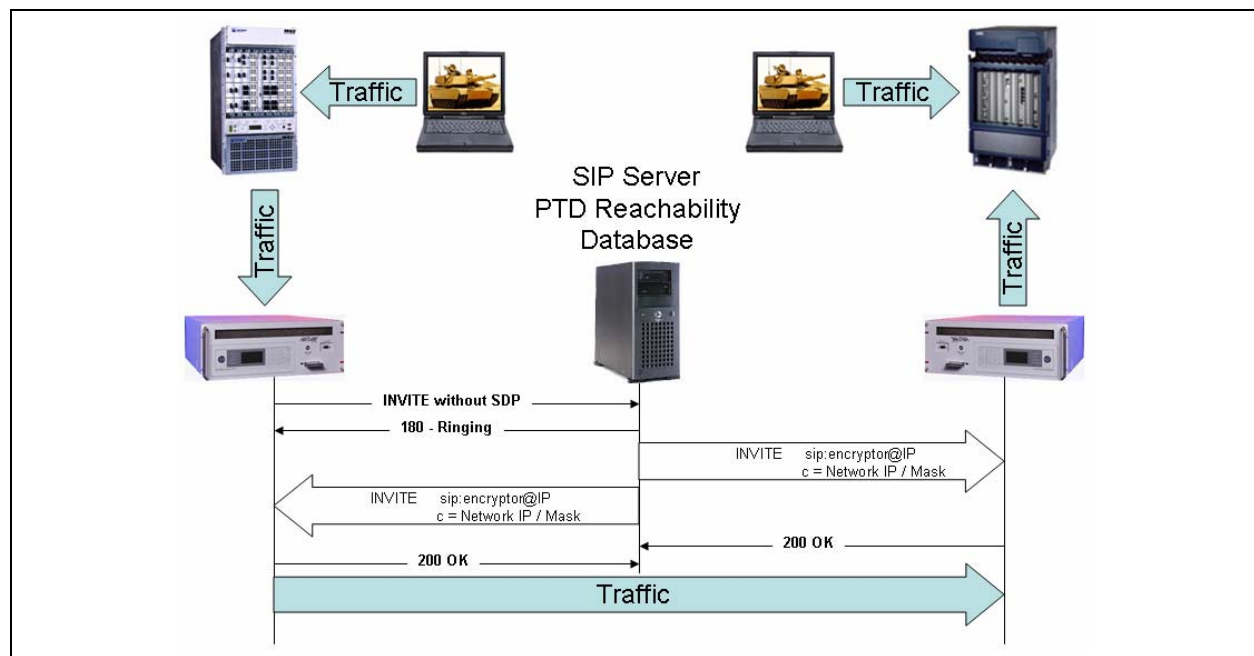 Traffic
Traffic
SIP Server
PTD Reachability
Database
Traffic
Traffic
INVITE without SDP
180 - Ringing
INVITE sip:encryptor@IP
c = Network IP / Mask
INVITE sip:encryptor@IP
c = Network IP / Mask
200 OK
200 OK
Traffic